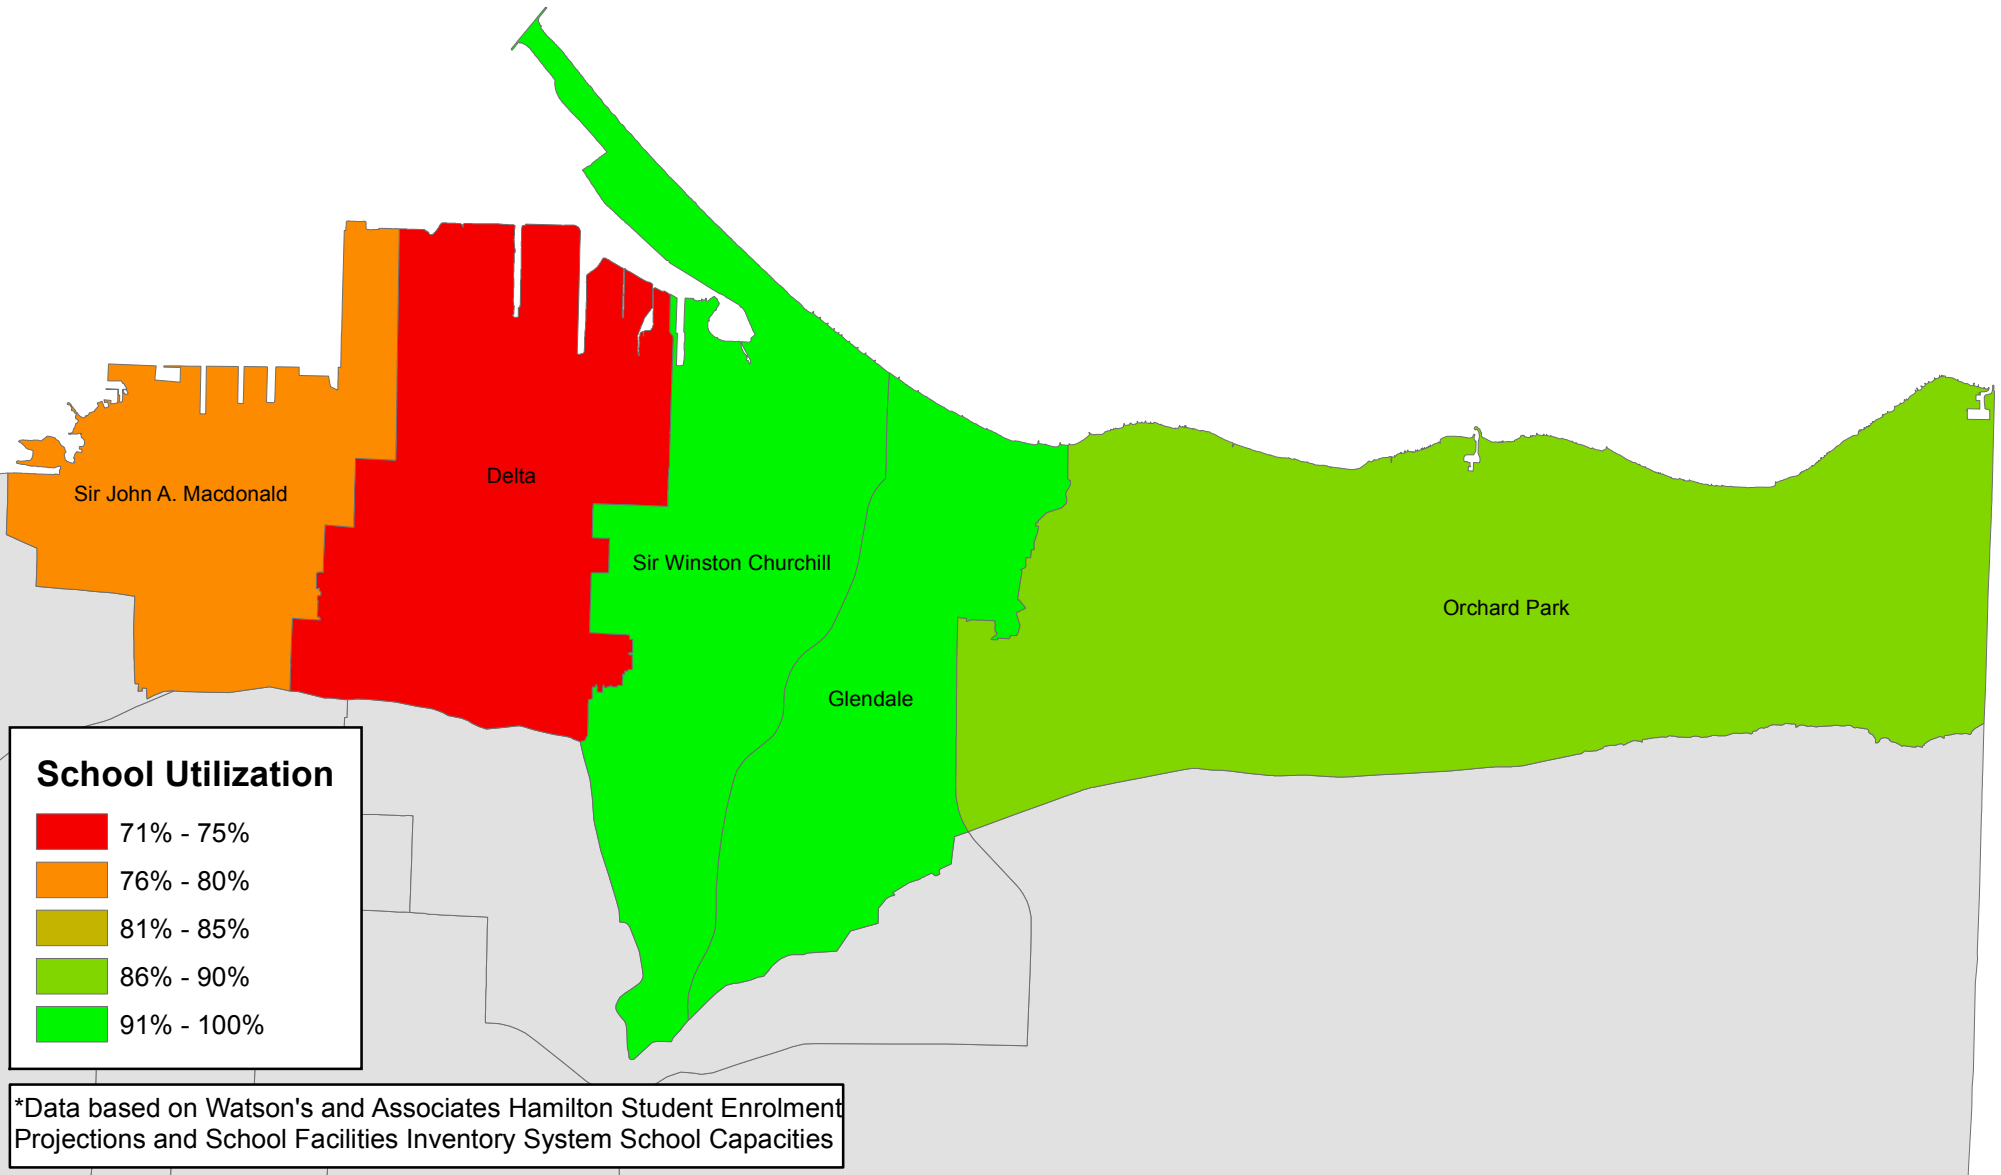 Sir John A. Macdonald
Delta
Sir Winston Churchill
Glendale
Orchard Park
School Utilization
71% - 75%
76% - 80%
81% - 85%
86% - 90%
91% - 100%
*Data based on Watson's and Associates Hamilton Student Enrolment
Projections and School Facilities Inventory System School Capacities